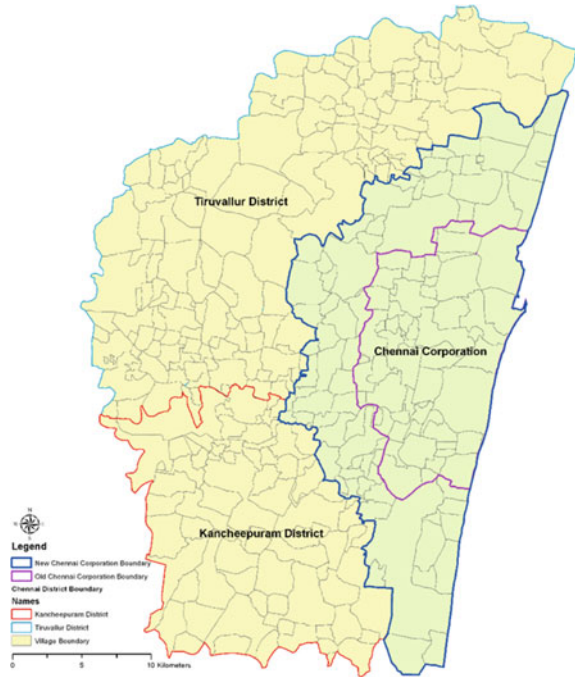 Tiruvallur District
Chennai Corporation
Kancheepuram District
N
Legend
New Chennai Corporation Boundary
Old Chennai Corporation Boundary
Chennai District Boundary
Names
Kancheepuram District
Tiruvallur District
Village Boundary
0 5 10 Kilometers